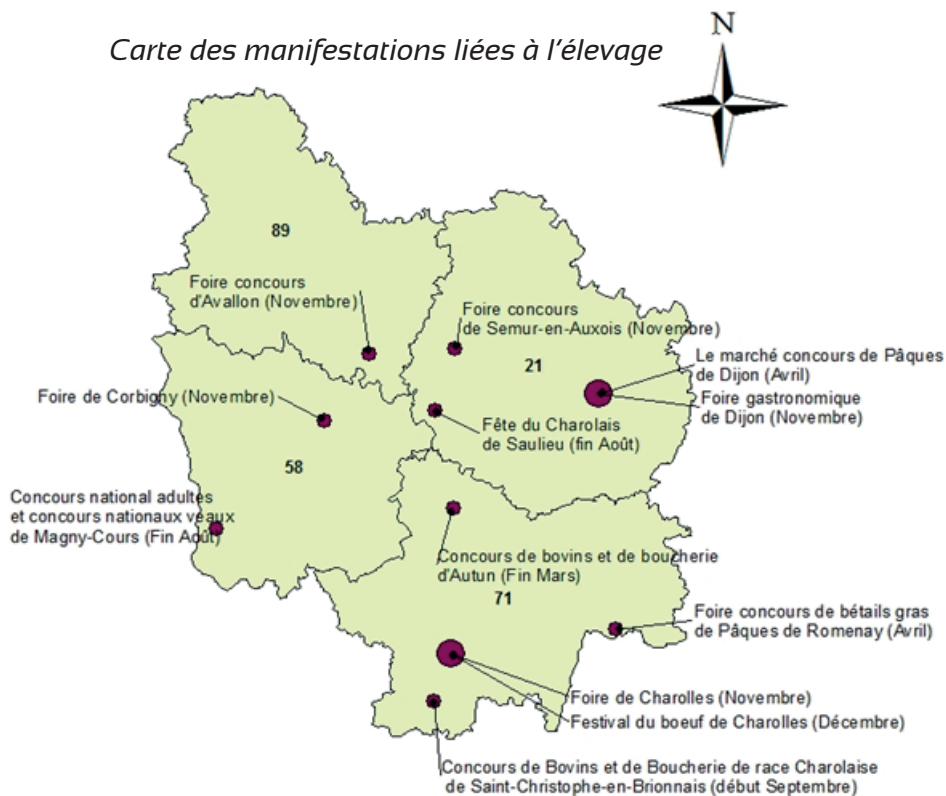 N
Carte des manifestations liées à l'élevage
89
Foire concours
d'Avallon (Novembre)
Foire concours
de Semur-en-Auxois (Novembre)
21
Le marché concours de Pâques
de Dijon (Avril)
Foire gastronomique
de Dijon (Novembre)
Foire de Corbigny (Novembre)
Fête du Charolais
de Saulieu (fin Août)
58
Concours national adultes
et concours nationaux veaux
de Magny-Cours (Fin Août)
Concours de bovins et de boucherie
d'Autun (Fin Mars)
71
Foire concours de bétails gras
de Pâques de Romenay (Avril)
Foire de Charolles (Novembre)
Festival du boeuf de Charolles (Décembre)
Concours de Bovins et de Boucherie de race Charolaise
de Saint-Christophe-en-Brionnais (début Septembre)